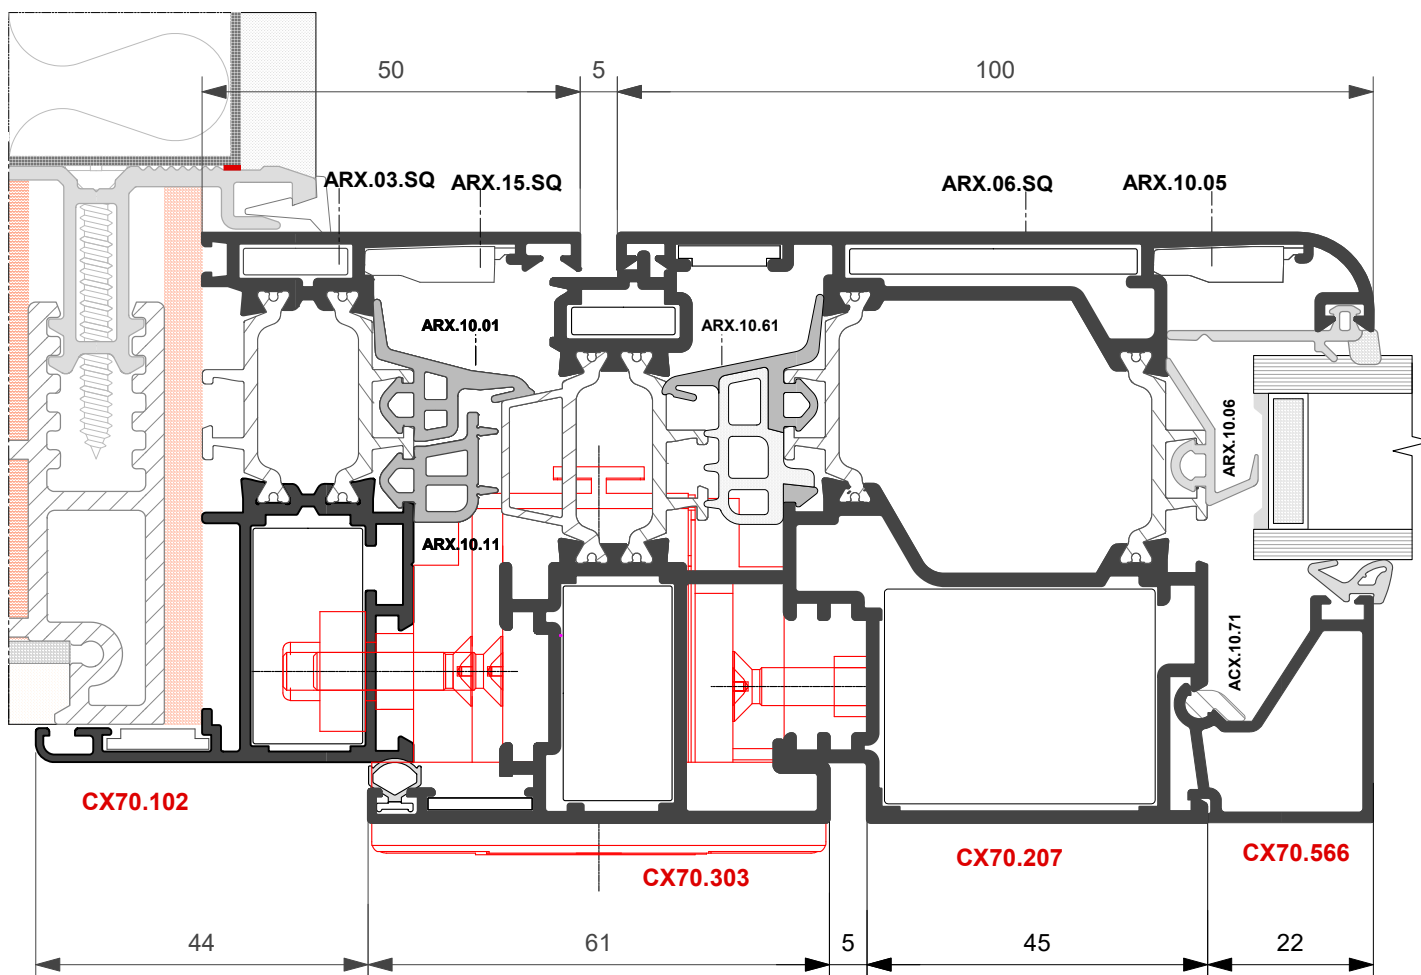 50 5 100
ARX.03.SQ ARX.15.SQ ARX.06.SQ ARX.10.05
ARX.10.01 ARX.10.61
ARX.10.06
ARX.10.11
ACX.10.71
CX70.102
CX70.303
CX70.207
CX70.566
44 61 5 45 22